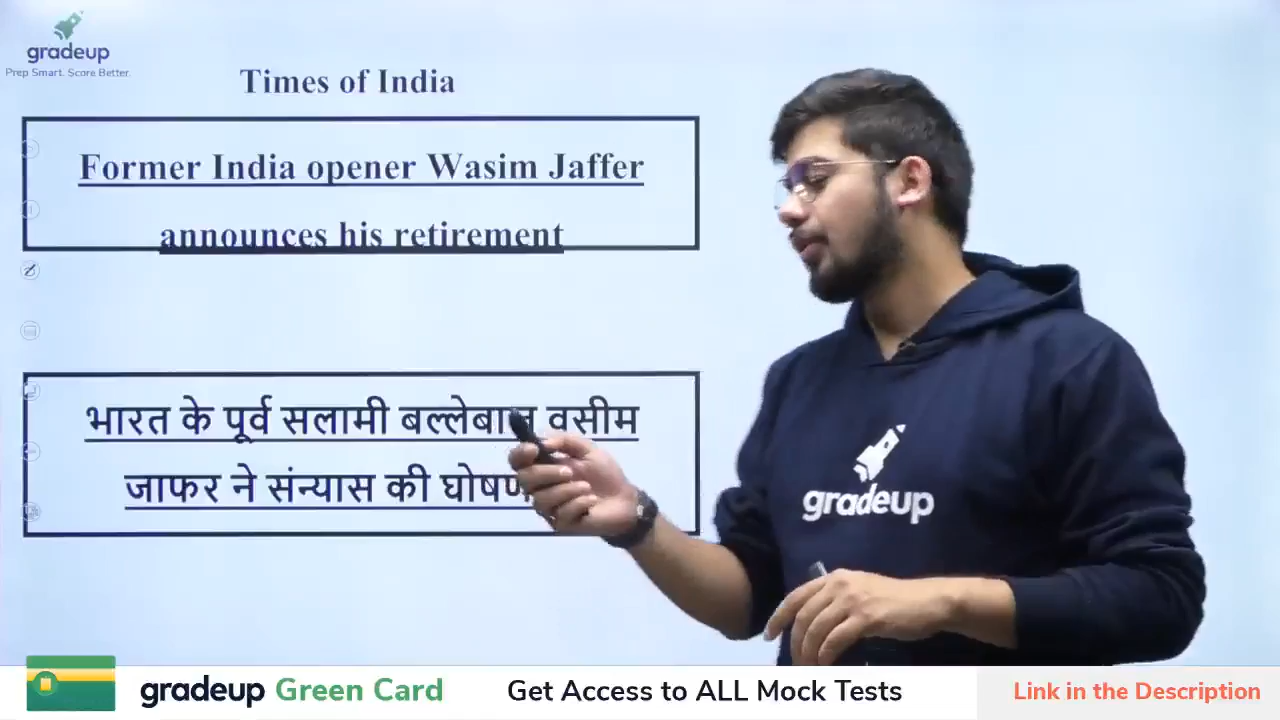 gradeup
Prep Smart. Score Better.
Times of India
Former India opener Wasim Jaffer
announces his retirement
भारत के पूर्व सलामी बल्लेबाज वसीम
जाफर ने संन्यास की
gradeup
gradeup Green Card
Get Access to ALL Mock Tests
Link in the Description